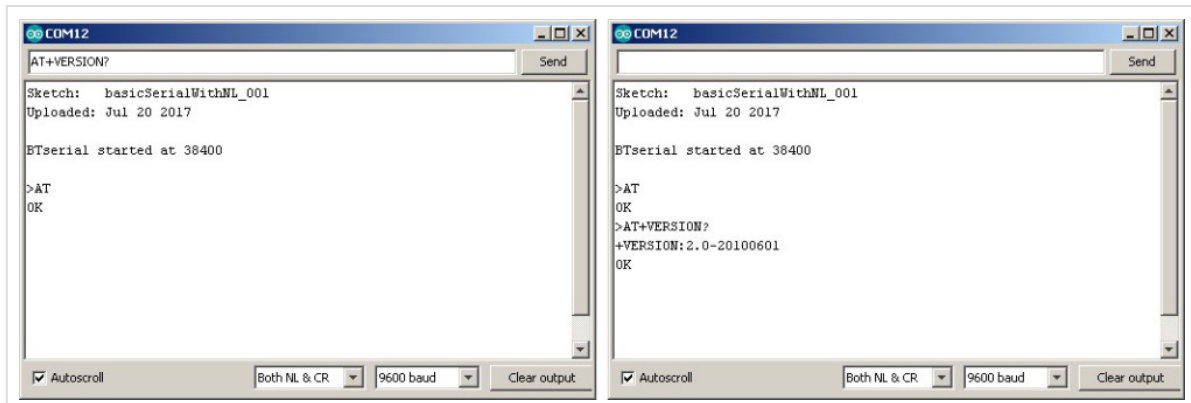 COM12
AT+VERSION?
Send
Sketch: basicSerialWithNL_001
Uploaded: Jul 20 2017
BTserial started at 38400
>AT
OK
Autoscroll
Both NL & CR
9600 baud
Clear output
COM12
Send
Sketch: basicSerialWithNL_001
Uploaded: Jul 20 2017
BTserial started at 38400
>AT
OK
>AT+VERSION?
+VERSION:2.0-20100601
OK
Autoscroll
Both NL & CR
9600 baud
Clear output